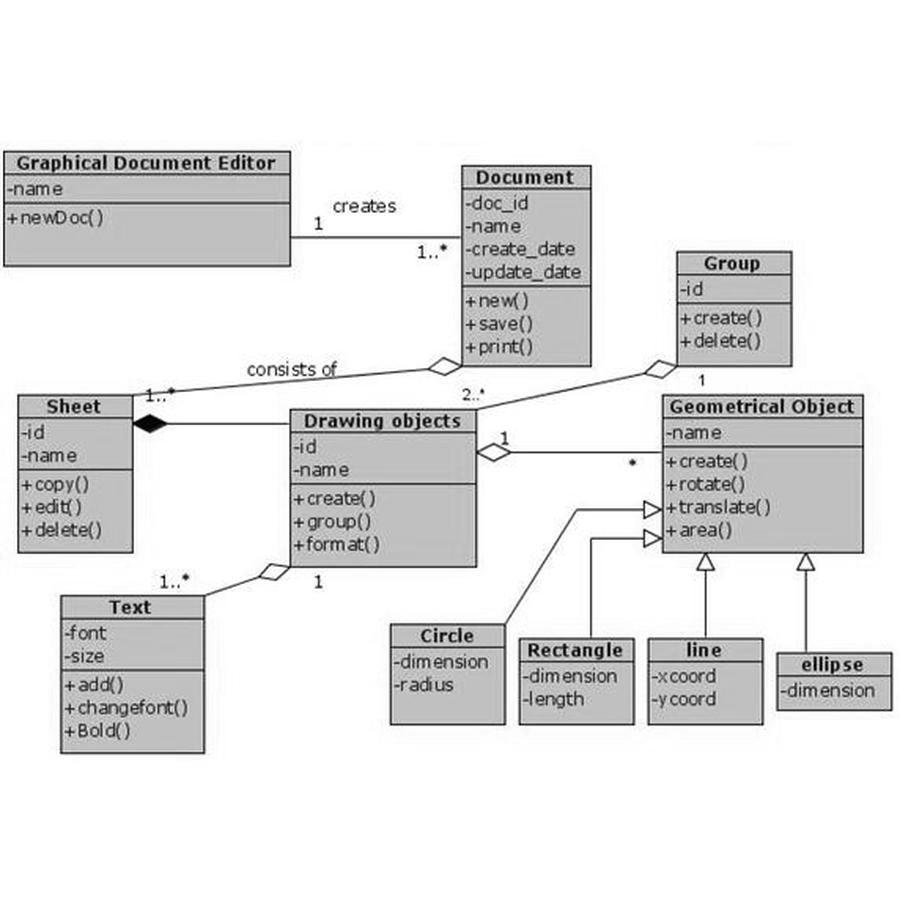 Graphical Document Editor
-name
+newDoc()
creates
1
1..*
Document
-doc_id
-name
-create_date
-update_date
+new()
+save()
+print()
Group
-id
+create()
+delete()
1
2..*
consists of
1..*
Sheet
-id
-name
+copy()
+edit()
+delete()
Drawing objects
-id
-name
+create()
+group()
+format()
1
*
Geometrical Object
-name
+create()
+rotate()
+translate()
+area()
1..*
1
Text
-font
-size
+add()
+changefont()
+Bold()
Circle
-dimension
-radius
Rectangle
-dimension
-length
line
-xcoord
-ycoord
ellipse
-dimension